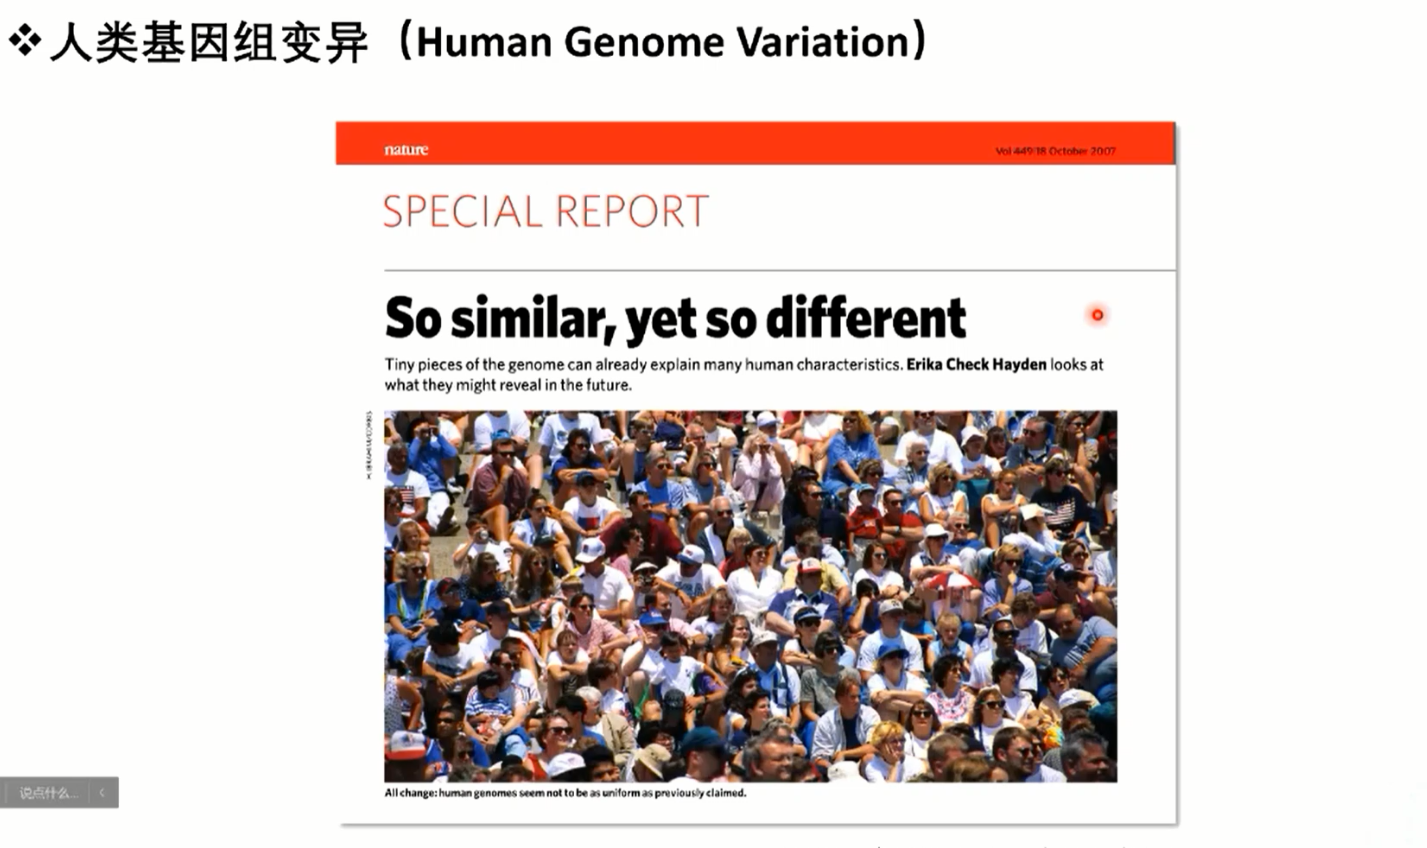 ❖人类基因组变异（Human Genome Variation）
nature
Vol 449|18 October 2007
SPECIAL REPORT
So similar, yet so different
Tiny pieces of the genome can already explain many human characteristics. Erika Check Hayden looks at
what they might reveal in the future.
All change: human genomes seem not to be as uniform as previously claimed.
说点什么...